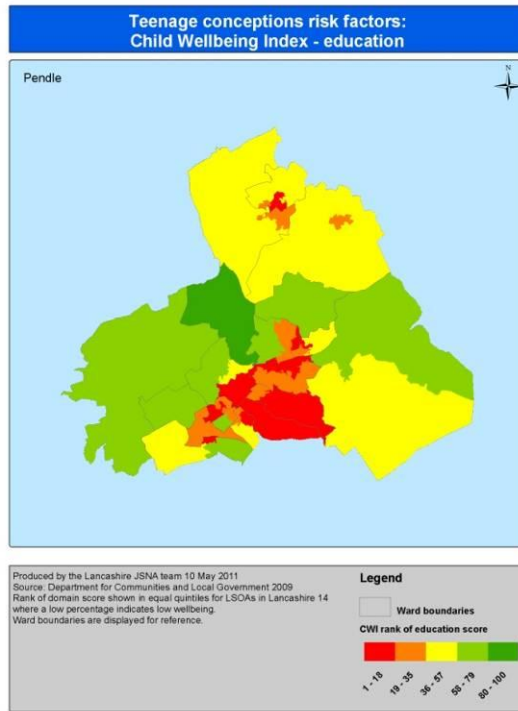 Teenage conceptions risk factors:
Child Wellbeing Index - education
Pendle
N
Produced by the Lancashire JSNA team 10 May 2011
Source: Department for Communities and Local Government 2009
Rank of domain score shown in equal quintiles for LSOAs in Lancashire 14
where a low percentage indicates low wellbeing.
Ward boundaries are displayed for reference.
Legend
Ward boundaries
CWI rank of education score
1 - 18
19 - 35
36 - 57
58 - 79
80 - 100